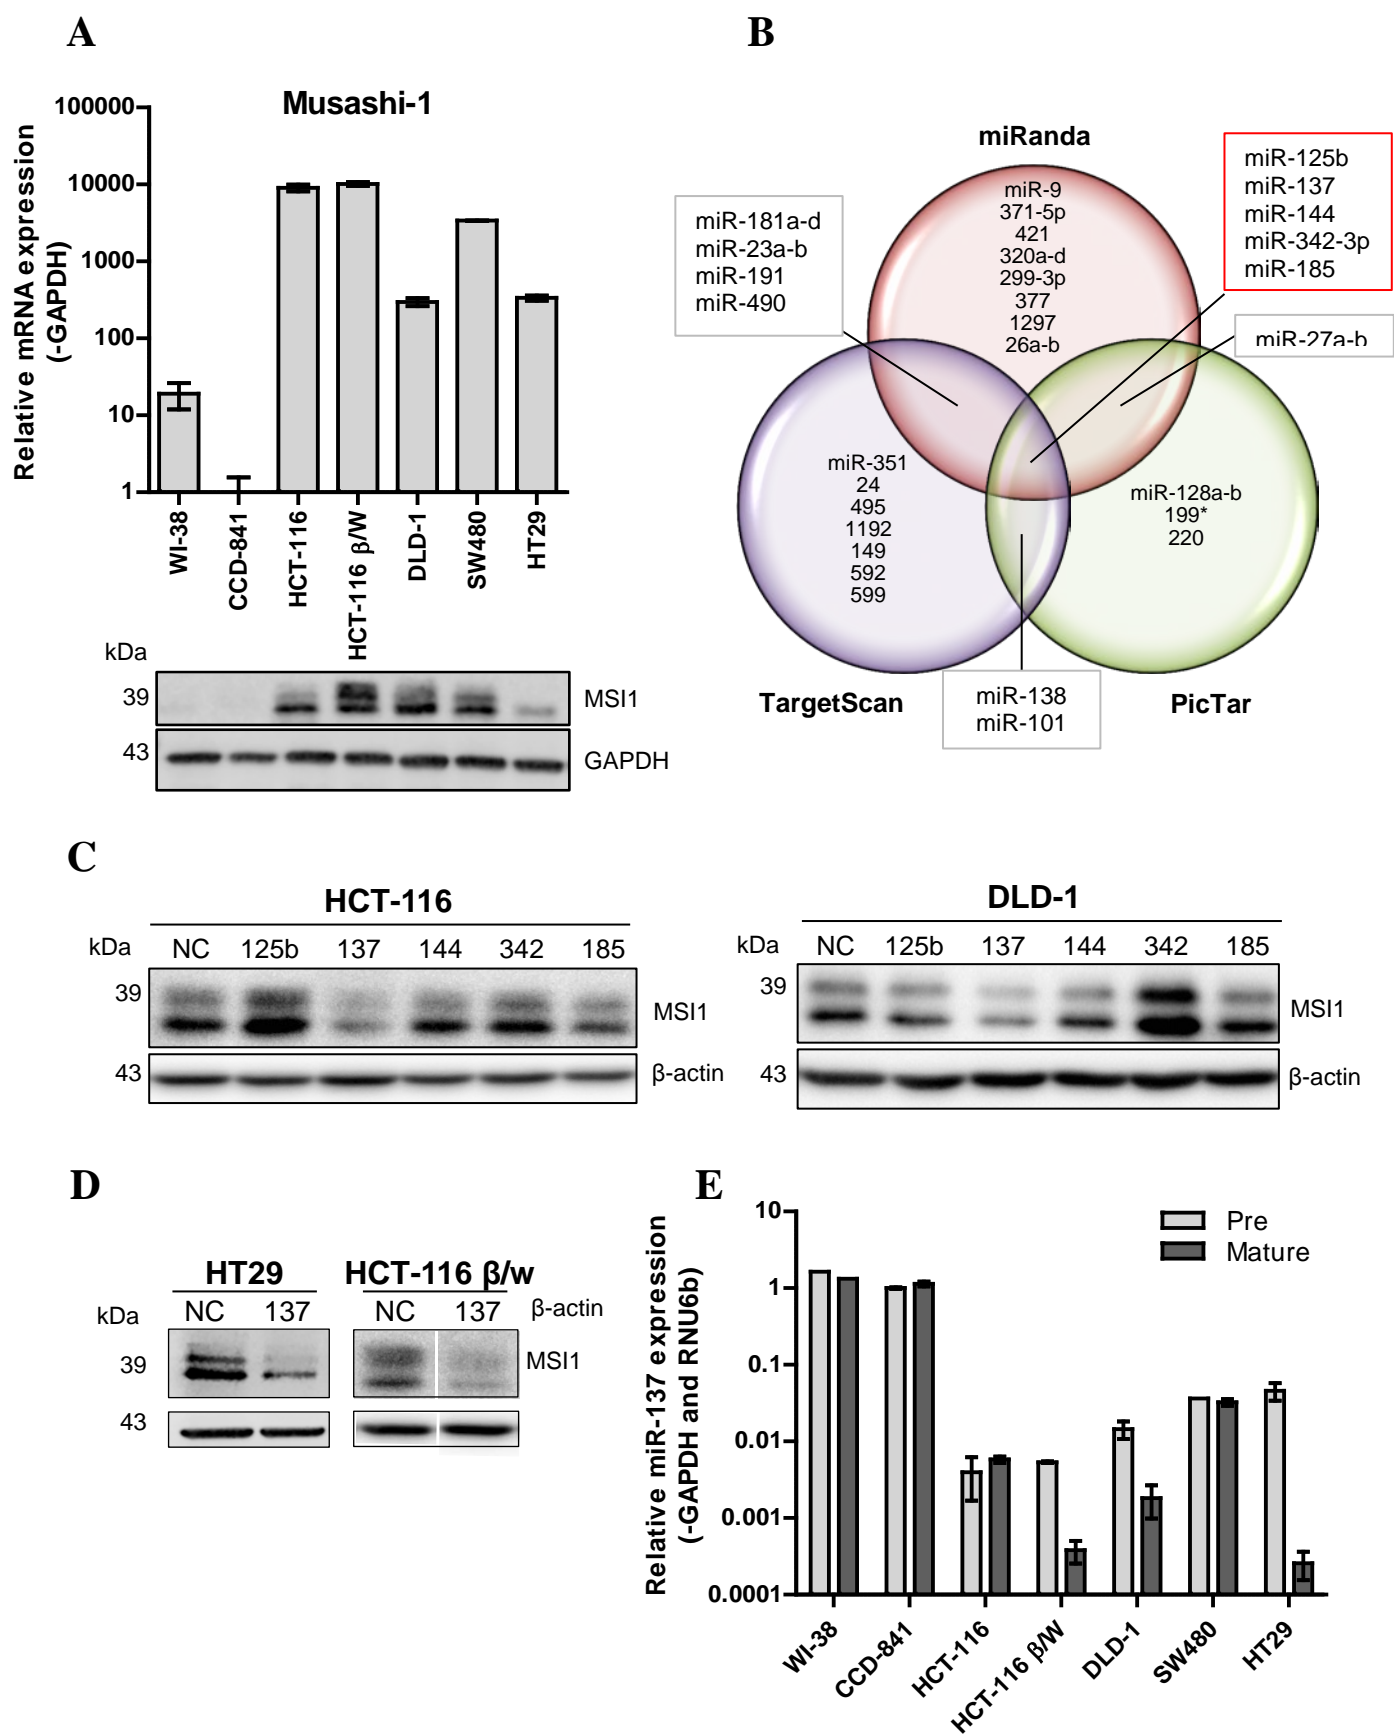 A
Musashi-1
Relative mRNA expression
(-GAPDH)
100000
10000
1000
100
10
1
WI-38
CCD-841
HCT-116
HCT-116 β/W
DLD-1
SW480
HT29
kDa
39
MSI1
43
GAPDH
B
miRanda
miR-125b
miR-137
miR-144
miR-342-3p
miR-185
miR-181a-d
miR-23a-b
miR-191
miR-490
miR-9
371-5p
421
320a-d
299-3p
377
1297
26a-b
miR-27a-b
miR-351
24
495
1192
149
592
599
miR-128a-b
199*
220
TargetScan
miR-138
miR-101
PicTar
C
HCT-116
kDa NC 125b 137 144 342 185
39
MSI1
43
β-actin
DLD-1
kDa NC 125b 137 144 342 185
39
MSI1
43
β-actin
D
HT29
HCT-116 β/w
kDa NC 137 NC 137 β-actin
39
MSI1
43
E
Relative miR-137 expression
(-GAPDH and RNU6b)
10
1
0.1
0.01
0.001
0.0001
Pre
Mature
WI-38
CCD-841
HCT-116
HCT-116 β/W
DLD-1
SW480
HT29